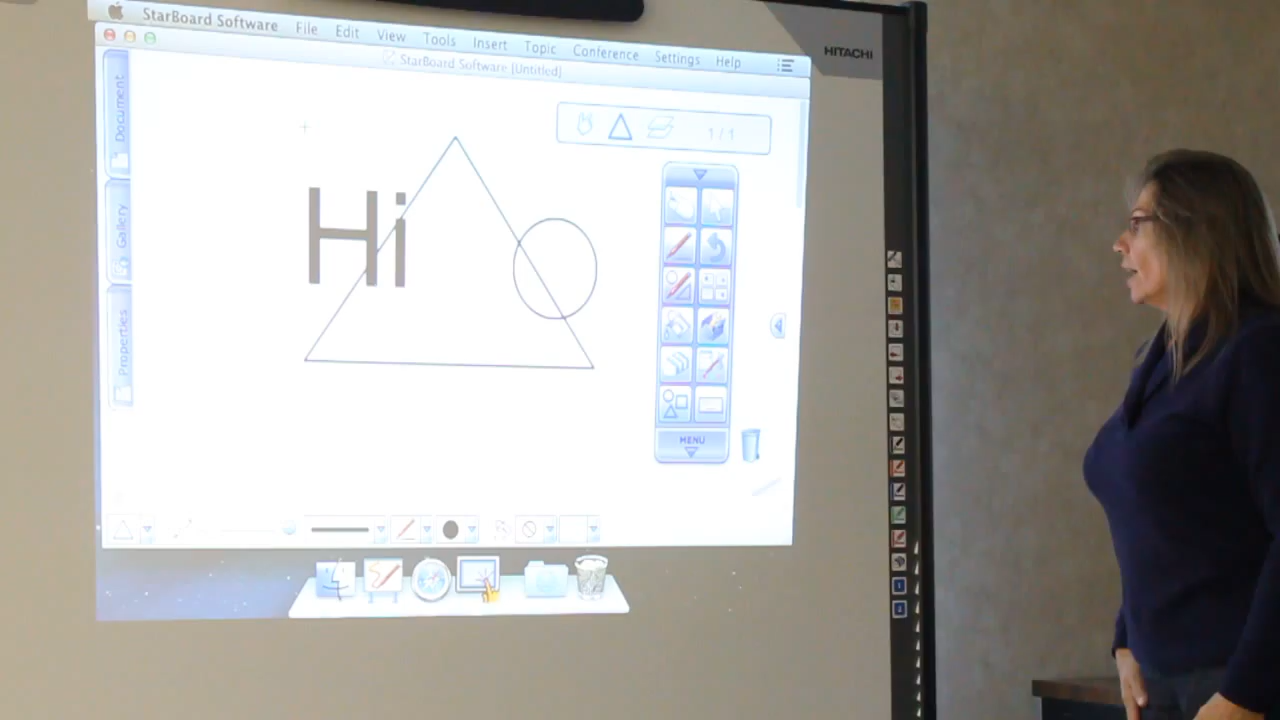 StarBoard Software File Edit View Tools Insert Topic Conference Settings Help
HITACHI
StarBoard Software [Untitled]
Document
1/1
Hi
Gallery
Properties
MENU